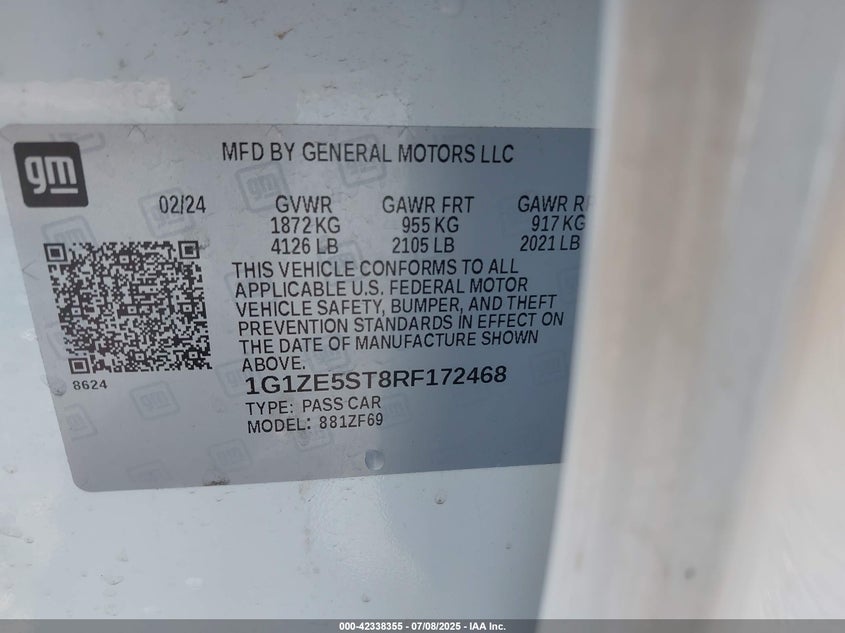 gm
MFD BY GENERAL MOTORS LLC
02/24 GVWR GAWR FRT GAWR
1872 KG 955 KG 917 KG
4126 LB 2105 LB 2021 LB
THIS VEHICLE CONFORMS TO ALL
APPLICABLE U.S. FEDERAL MOTOR
VEHICLE SAFETY, BUMPER, AND THEFT
PREVENTION STANDARDS IN EFFECT ON
THE DATE OF MANUFACTURE SHOWN
ABOVE.
8624
1G1ZE5ST8RF172468
TYPE: PASS CAR
MODEL: 881ZF69
000-42338355 - 07/08/2025 - IAA Inc.